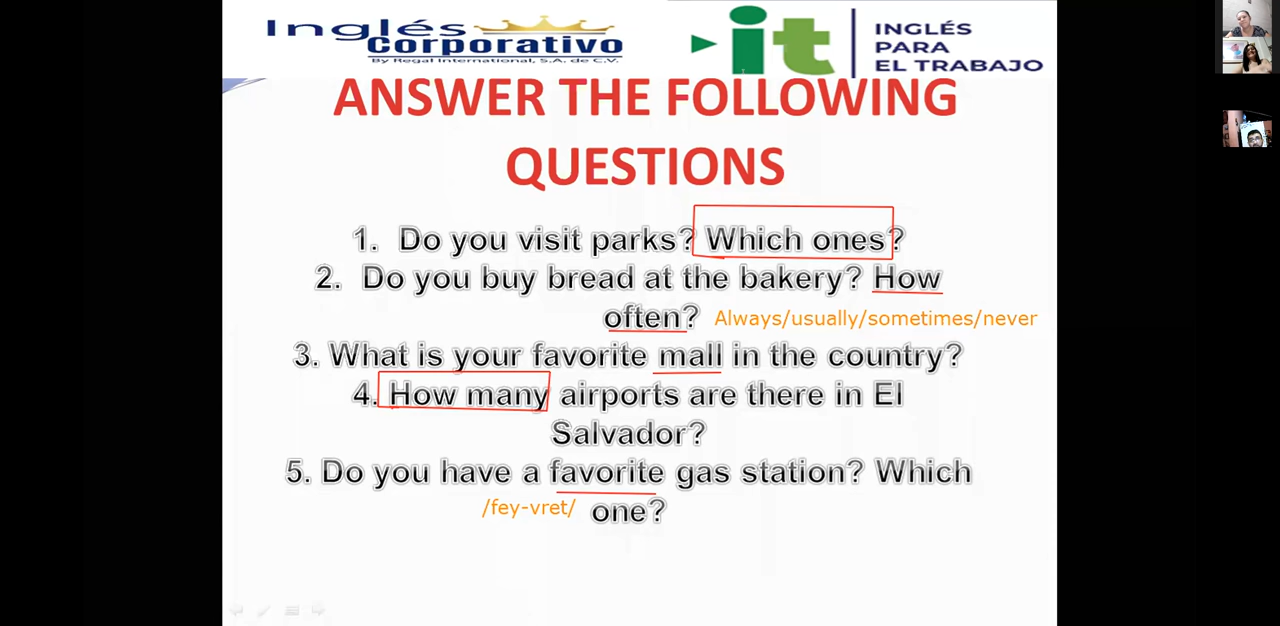 Inglés
Corporativo
By Regal International, S.A. de C.V.
it
INGLÉS
PARA
EL TRABAJO
ANSWER THE FOLLOWING
QUESTIONS
1. Do you visit parks? Which ones?
2. Do you buy bread at the bakery? How
often? Always/usually/sometimes/never
3. What is your favorite mall in the country?
4. How many airports are there in El
Salvador?
5. Do you have a favorite gas station? Which
/fey-vret/ one?